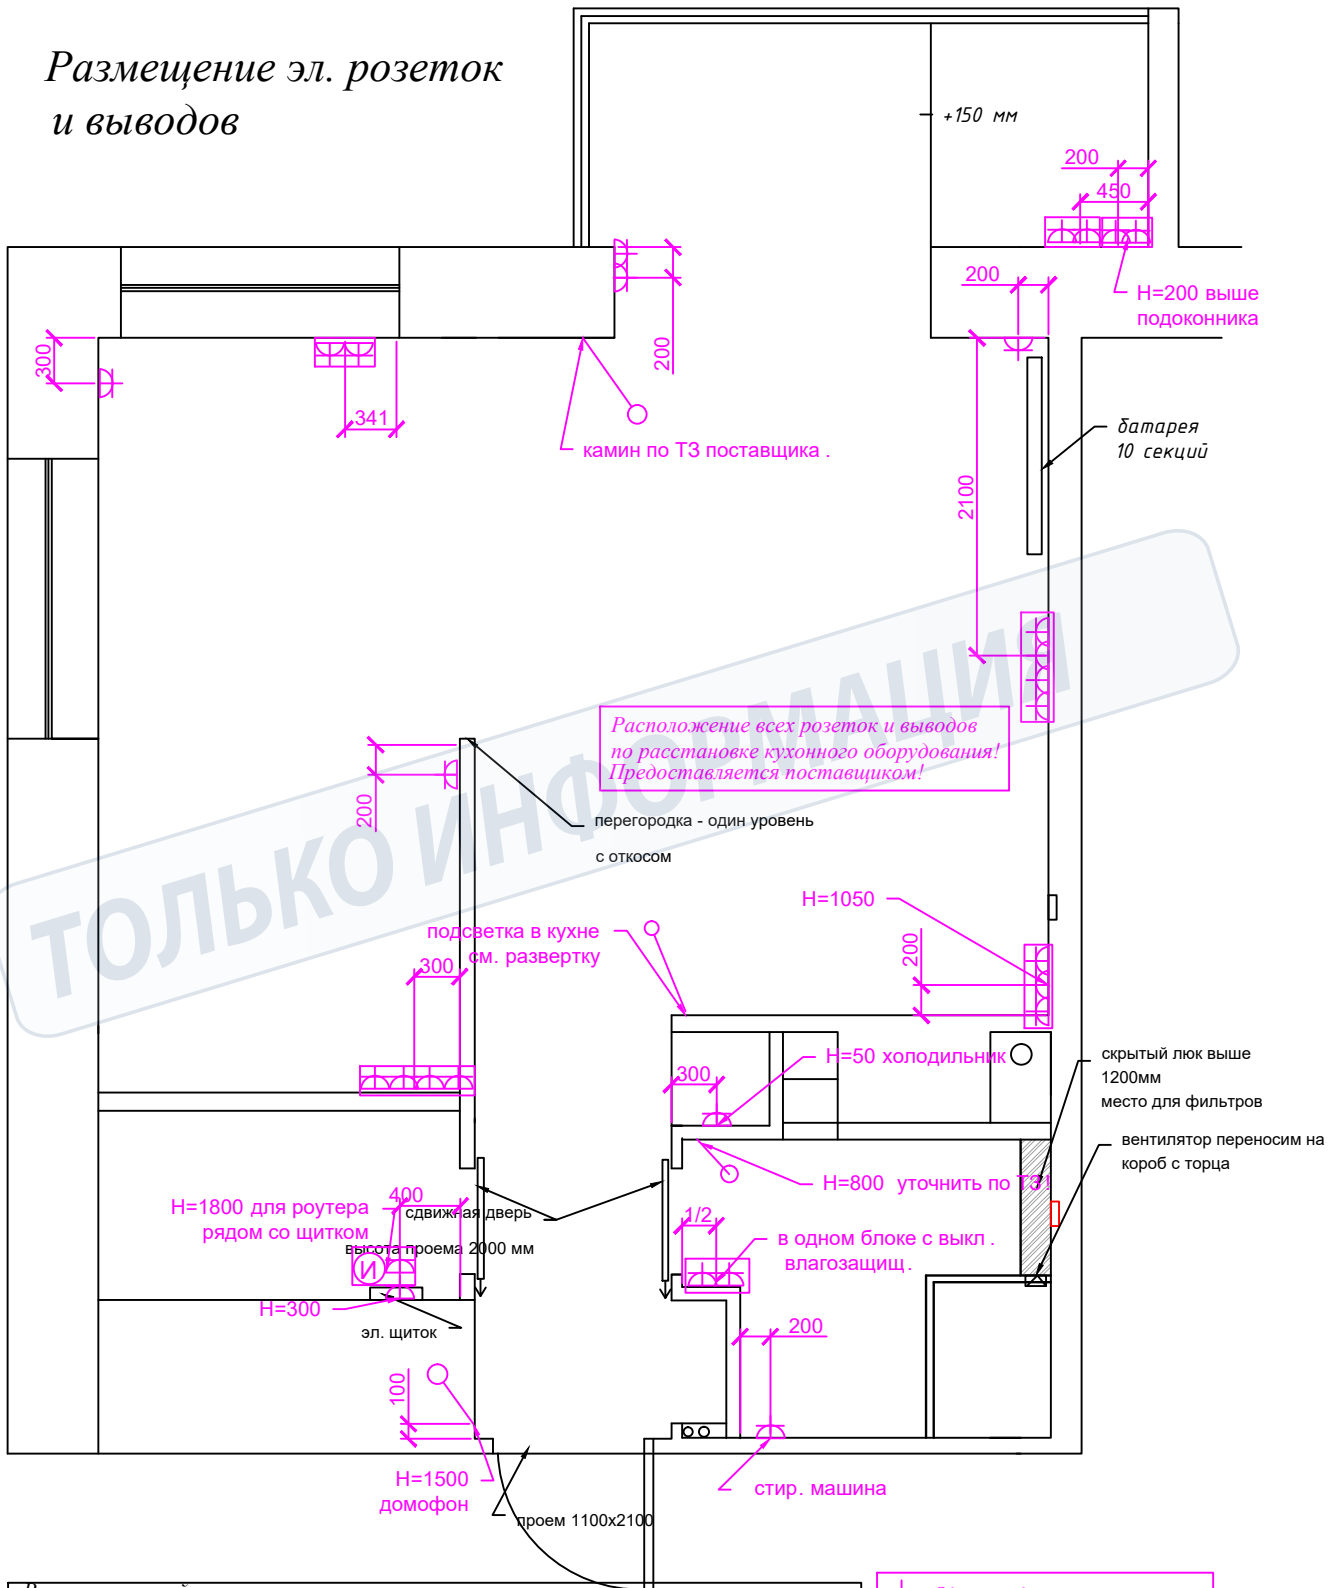 Размещение эл. розеток
и выводов
+150 мм
200
450
200
H=200 выше
подоконника
300
200
341
камин по ТЗ поставщика .
батарея
10 секций
2100
ТОЛЬКО ИНФОРМАЦИЯ
Расположение всех розеток и выводов
по расстановке кухонного оборудования!
Предоставляется поставщиком!
200
перегородка - один уровень
с откосом
H=1050
подсветка в кухне
см. развертку
200
300
H=50 холодильник
300
скрытый люк выше
1200мм
место для фильтров
вентилятор переносим на
короб с торца
H=800 уточнить по ТЗ !
H=1800 для роутера
рядом со щитком
400
сдвижная дверь
высота проема 2000 мм
1/2
в одном блоке с выкл .
влагозащищ.
И
H=300
эл. щиток
200
100
H=1500
домофон
стир. машина
проем 1100х2100